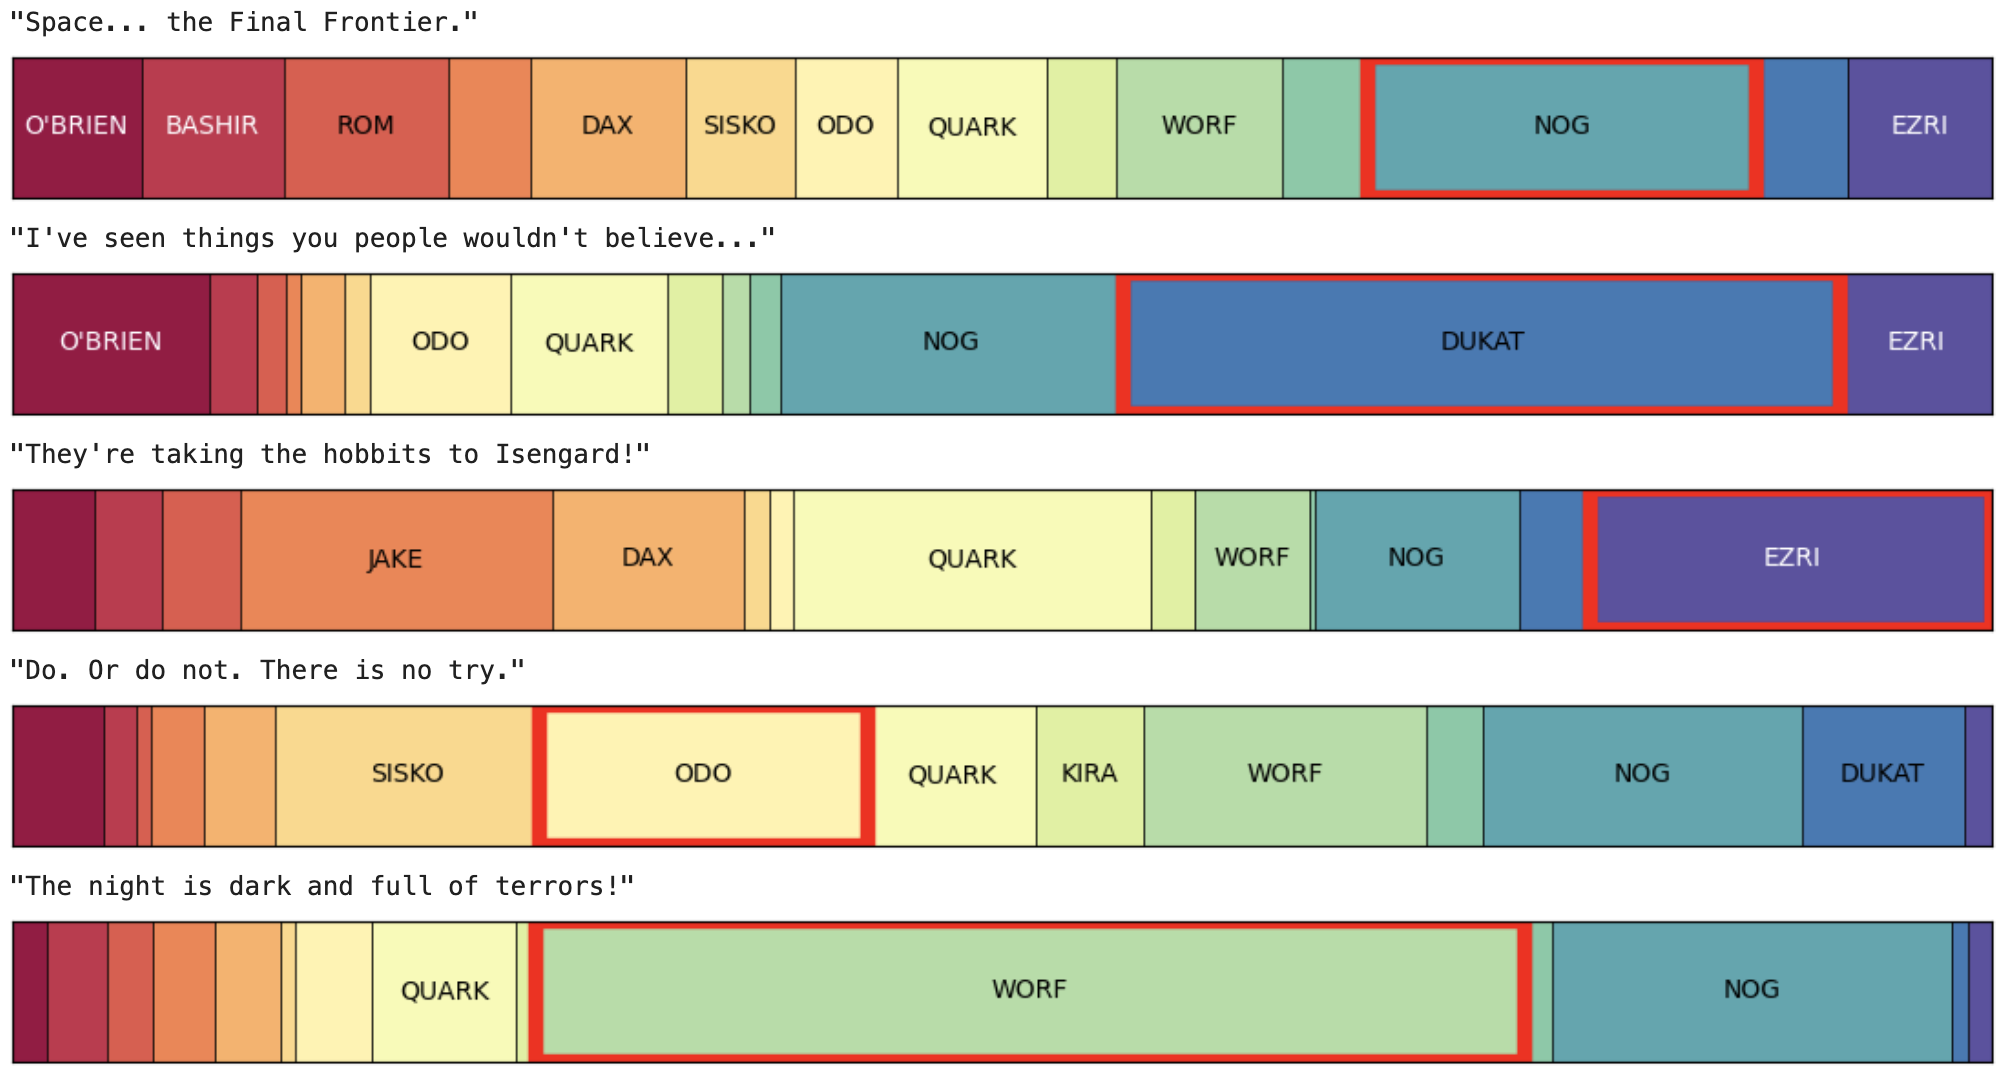 "Space... the Final Frontier."
O'BRIEN BASHIR ROM DAX SISKO ODO QUARK WORF NOG EZRI
"I've seen things you people wouldn't believe..."
O'BRIEN ODO QUARK NOG DUKAT EZRI
"They're taking the hobbits to Isengard!"
JAKE DAX QUARK WORF NOG EZRI
"Do. Or do not. There is no try."
SISKO ODO QUARK KIRA WORF NOG DUKAT
"The night is dark and full of terrors!"
QUARK WORF NOG